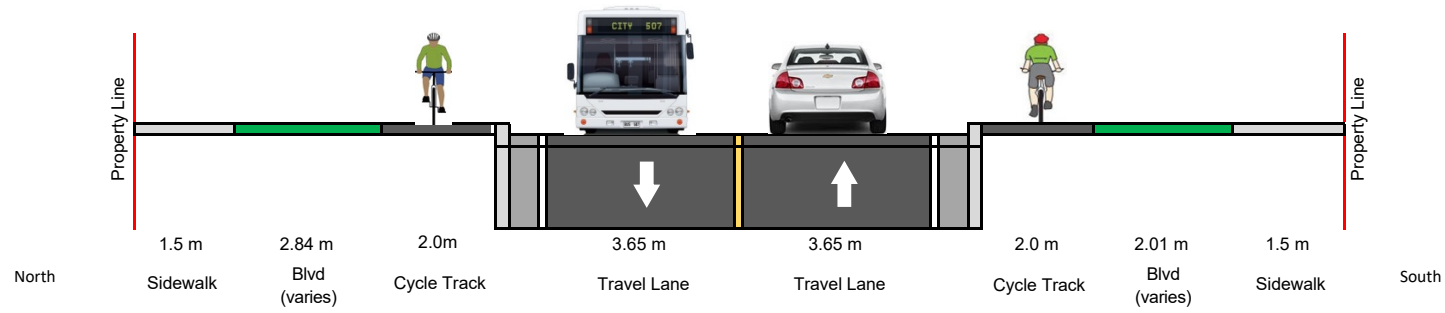 CITY 507
Property Line
Property Line
1.5 m
2.84 m
2.0m
3.65 m
3.65 m
2.0 m
2.01 m
1.5 m
North
Sidewalk
Blvd
(varies)
Cycle Track
Travel Lane
Travel Lane
Cycle Track
Blvd
(varies)
Sidewalk
South